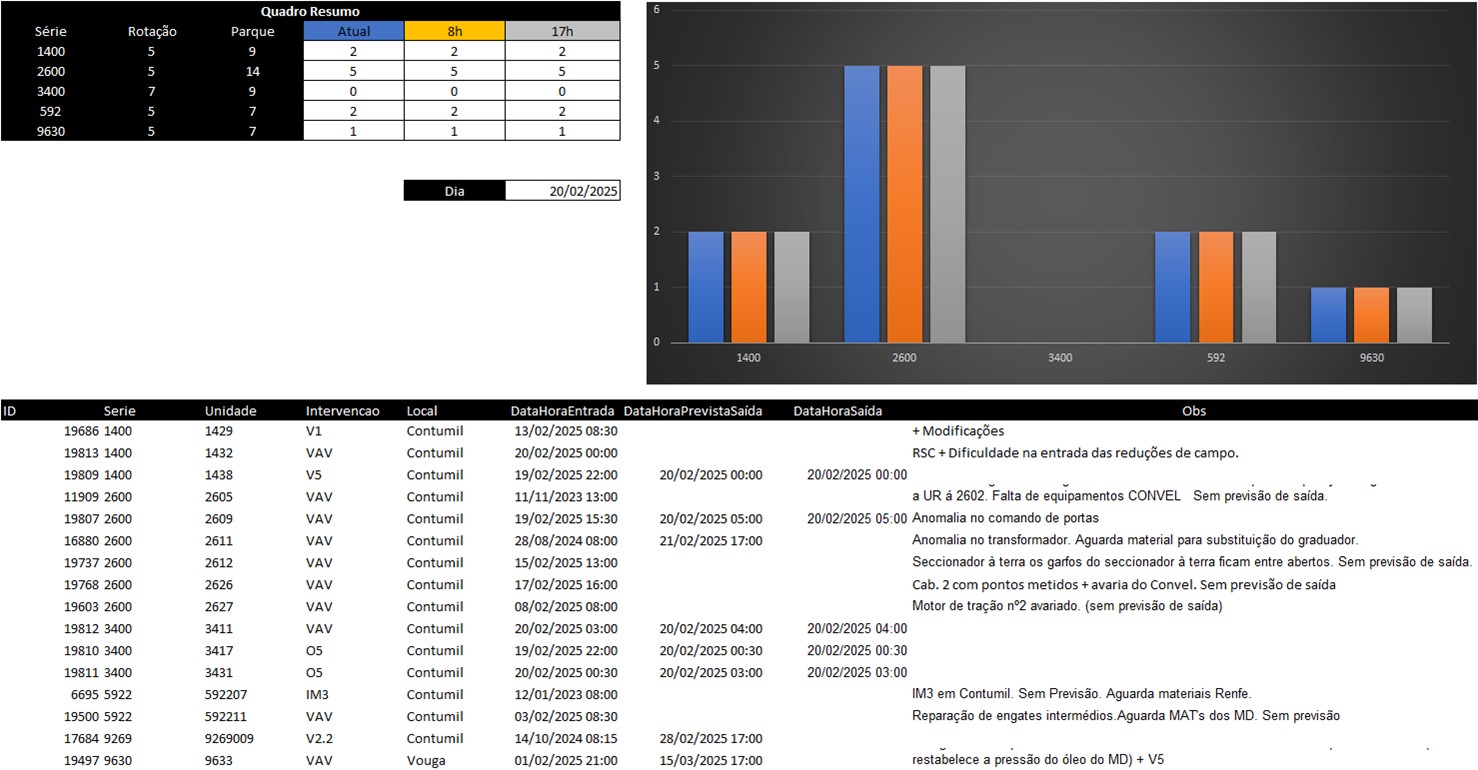 Quadro Resumo
Série Rotação Parque Atual 8h 17h
1400 5 9 2 2 2
2600 5 14 5 5 5
3400 7 9 0 0 0
592 5 7 2 2 2
9630 5 7 1 1 1
Dia 20/02/2025
6
5
4
3
2
1
0
1400 2600 3400 592 9630
ID Serie Unidade Intervencao Local DataHoraEntrada DataHoraPrevistaSaída DataHoraSaída Obs
19686 1400 1429 V1 Contumil 13/02/2025 08:30 + Modificações
19813 1400 1432 VAV Contumil 20/02/2025 00:00 RSC + Dificuldade na entrada das reduções de campo.
19809 1400 1438 V5 Contumil 19/02/2025 22:00 20/02/2025 00:00 20/02/2025 00:00
11909 2600 2605 VAV Contumil 11/11/2023 13:00 a UR á 2602. Falta de equipamentos CONVEL Sem previsão de saída.
19807 2600 2609 VAV Contumil 19/02/2025 15:30 20/02/2025 05:00 20/02/2025 05:00 Anomalia no comando de portas
16880 2600 2611 VAV Contumil 28/08/2024 08:00 21/02/2025 17:00 Anomalia no transformador. Aguarda material para substituição do graduador.
19737 2600 2612 VAV Contumil 15/02/2025 13:00 Seccionador à terra os garfos do seccionador à terra ficam entre abertos. Sem previsão de saída.
19768 2600 2626 VAV Contumil 17/02/2025 16:00 Cab. 2 com pontos metidos + avaria do Convel. Sem previsão de saída
19603 2600 2627 VAV Contumil 08/02/2025 08:00 Motor de tração nº2 avariado. (sem previsão de saída)
19812 3400 3411 VAV Contumil 20/02/2025 03:00 20/02/2025 04:00 20/02/2025 04:00
19810 3400 3417 O5 Contumil 19/02/2025 22:00 20/02/2025 00:30 20/02/2025 00:30
19811 3400 3431 O5 Contumil 20/02/2025 00:30 20/02/2025 03:00 20/02/2025 03:00
6695 5922 592207 IM3 Contumil 12/01/2023 08:00 IM3 em Contumil. Sem Previsão. Aguarda materiais Renfe.
19500 5922 592211 VAV Contumil 03/02/2025 08:30 Reparação de engates intermédios.Aguarda MAT's dos MD. Sem previsão
17684 9269 9269009 V2.2 Contumil 14/10/2024 08:15 28/02/2025 17:00
19497 9630 9633 VAV Vouga 01/02/2025 21:00 15/03/2025 17:00 restabelece a pressão do óleo do MD) + V5